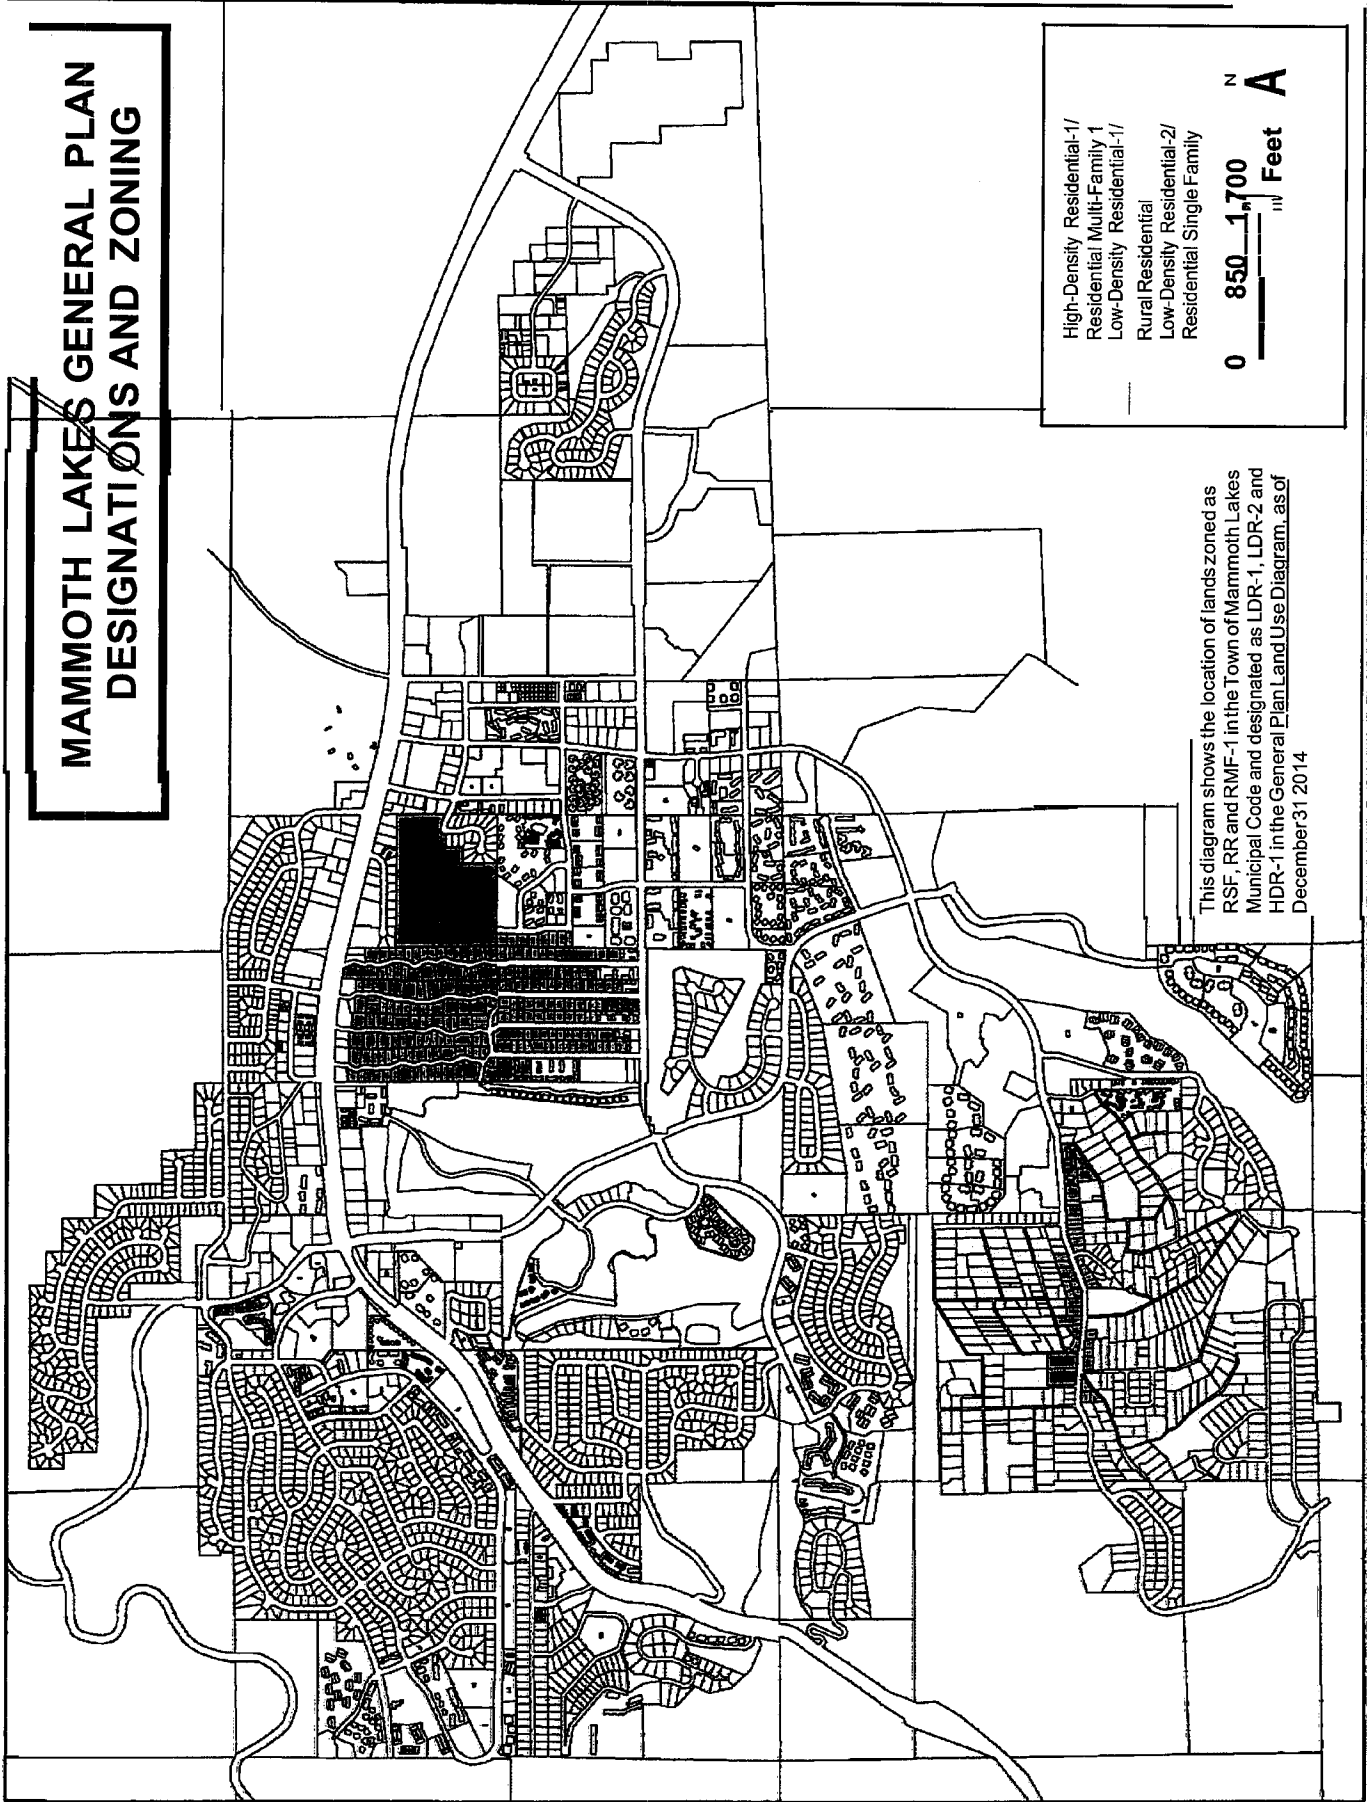 MAMMOTH LAKES GENERAL PLAN
DESIGNATIONS AND ZONING
This diagram shows the location of lands zoned as
RSF, RR and RMF-1 in the Town of Mammoth Lakes
Municipal Code and designated as LDR-1, LDR-2 and
HDR-1 in the General Plan Land Use Diagram, as of
December 31 2014
High-Density Residential-1/
Residential Multi-Family 1
Low-Density Residential-1/
Rural Residential
Low-Density Residential-2/
Residential Single Family
0 850 1,700
Feet
N
A